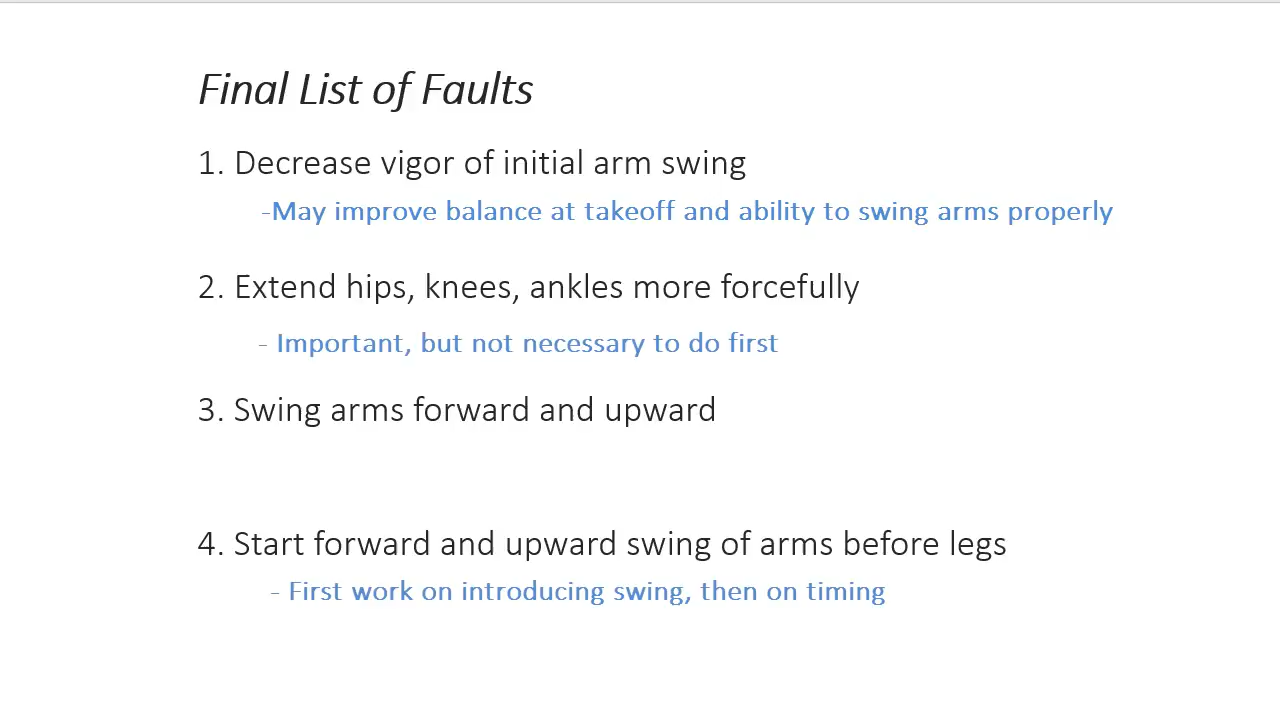 Final List of Faults
1. Decrease vigor of initial arm swing
-May improve balance at takeoff and ability to swing arms properly
2. Extend hips, knees, ankles more forcefully
- Important, but not necessary to do first
3. Swing arms forward and upward
4. Start forward and upward swing of arms before legs
- First work on introducing swing, then on timing